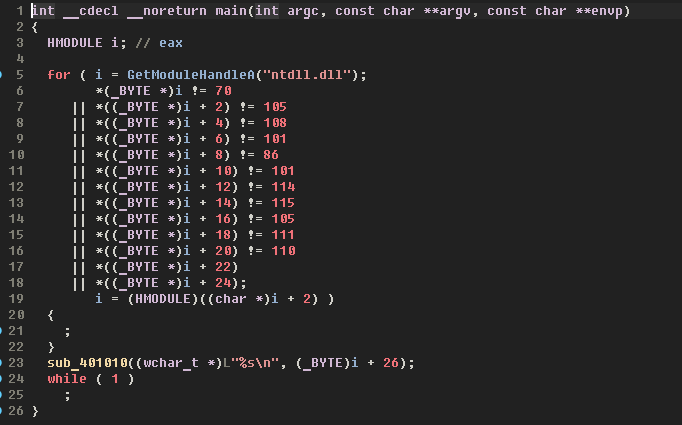 1 int __cdecl __noreturn main(int argc, const char **argv, const char **envp)
2 {
3   HMODULE i; // eax
4
5   for ( i = GetModuleHandleA("ntdll.dll");
6         *(_BYTE *)i != 70
7      || *((_BYTE *)i + 2) != 105
8      || *((_BYTE *)i + 4) != 108
9      || *((_BYTE *)i + 6) != 101
10      || *((_BYTE *)i + 8) != 86
11      || *((_BYTE *)i + 10) != 101
12      || *((_BYTE *)i + 12) != 114
13      || *((_BYTE *)i + 14) != 115
14      || *((_BYTE *)i + 16) != 105
15      || *((_BYTE *)i + 18) != 111
16      || *((_BYTE *)i + 20) != 110
17      || *((_BYTE *)i + 22)
18      || *((_BYTE *)i + 24);
19         i = (HMODULE)((char *)i + 2) )
20   {
21     ;
22   }
23   sub_401010((wchar_t *)L"%s\n", (_BYTE)i + 26);
24   while ( 1 )
25     ;
26 }